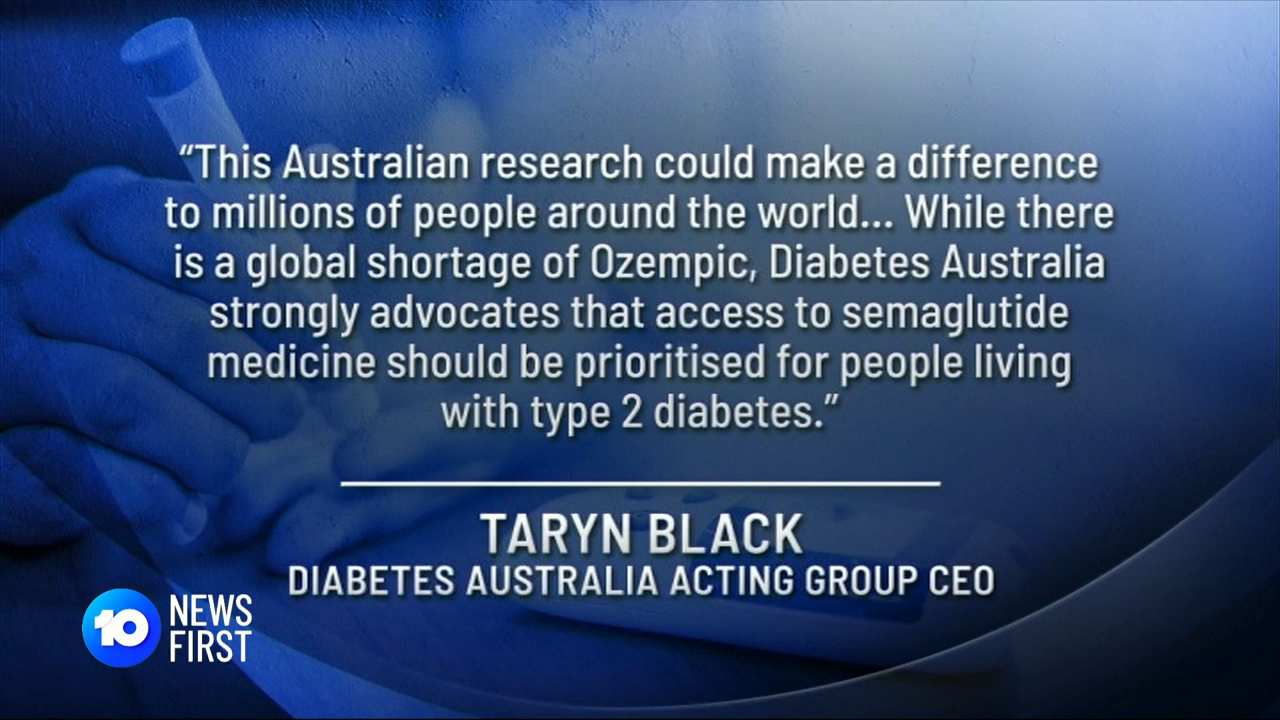 “This Australian research could make a difference
to millions of people around the world... While there
is a global shortage of Ozempic, Diabetes Australia
strongly advocates that access to semaglutide
medicine should be prioritised for people living
with type 2 diabetes.”
TARYN BLACK
DIABETES AUSTRALIA ACTING GROUP CEO
10 NEWS
FIRST